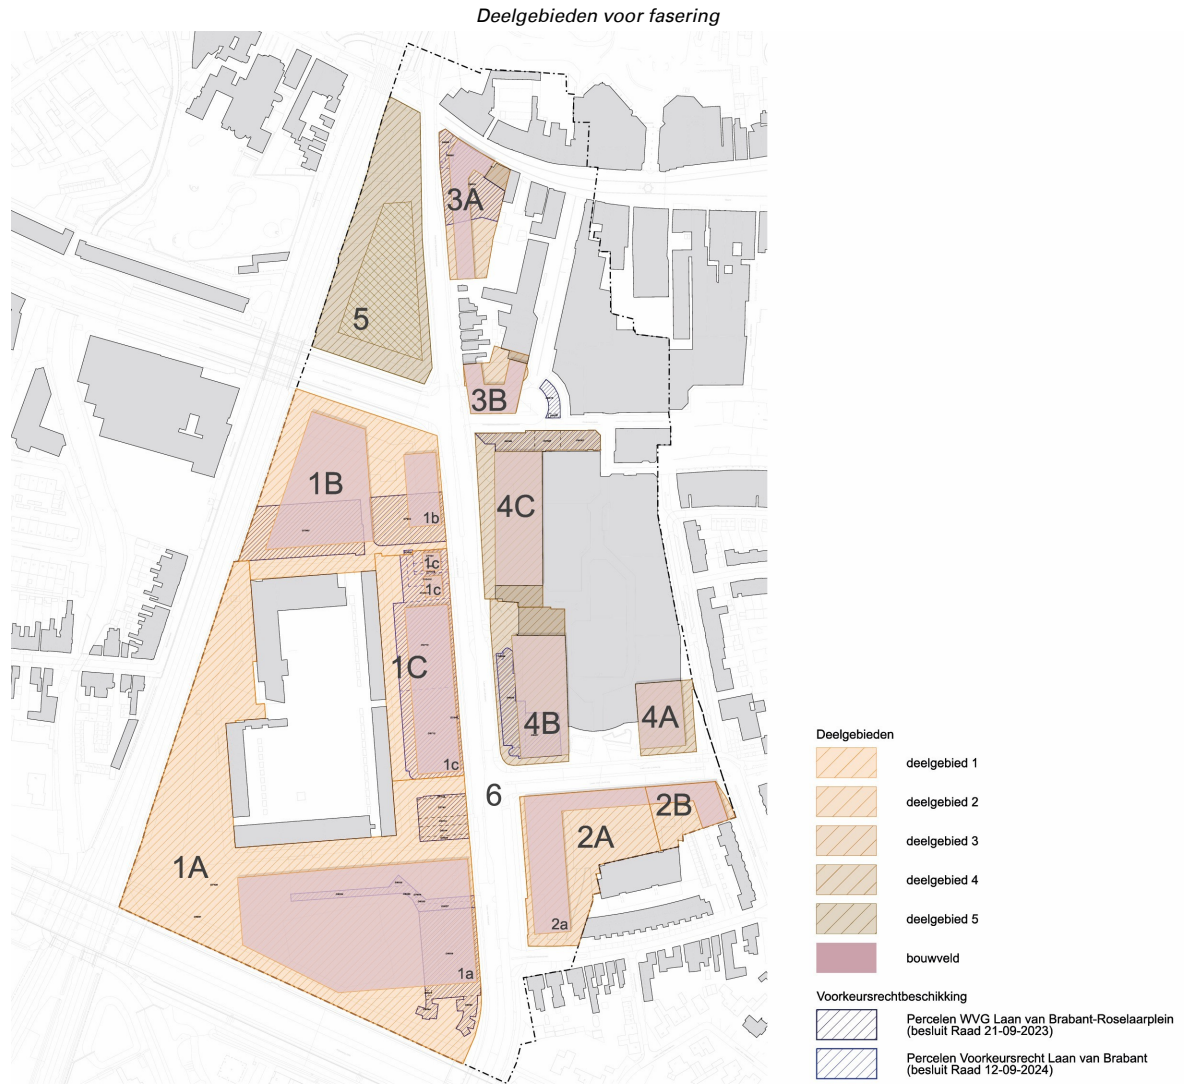 Deelgebieden voor fasering
3A
5
3B
1B
4C
1b
1c
1c
1C
4B
4A
1c
6
2B
2A
1A
2a
1a
Deelgebieden
deelgebied 1
deelgebied 2
deelgebied 3
deelgebied 4
deelgebied 5
bouwveld
Voorkeursrechtbeschikking
Percelen WVG Laan van Brabant-Roselaarplein
(besluit Raad 21-09-2023)
Percelen Voorkeursrecht Laan van Brabant
(besluit Raad 12-09-2024)